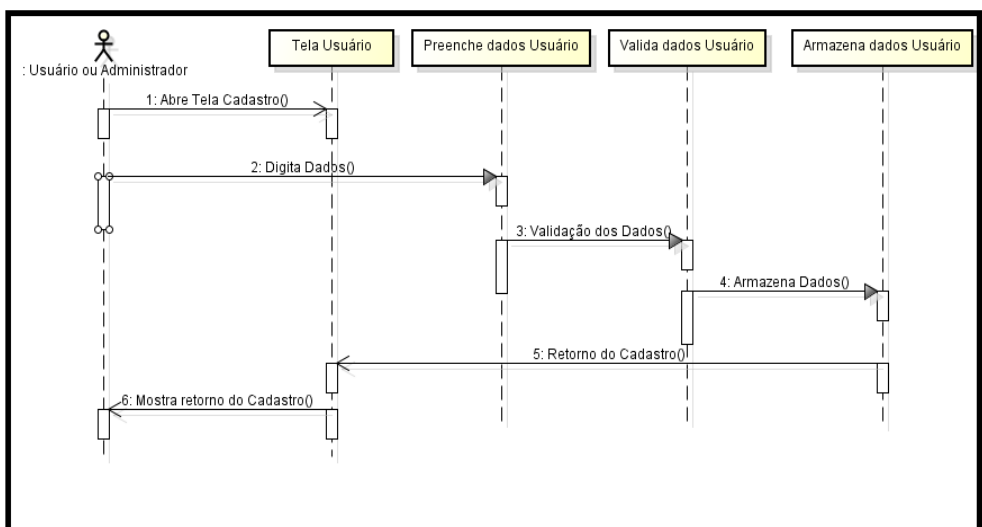 Tela Usuário
Preenche dados Usuário
Valida dados Usuário
Armazena dados Usuário
: Usuário ou Administrador
1: Abre Tela Cadastro()
2: Digita Dados()
3: Validação dos Dados()
4: Armazena Dados()
5: Retorno do Cadastro()
6: Mostra retorno do Cadastro()